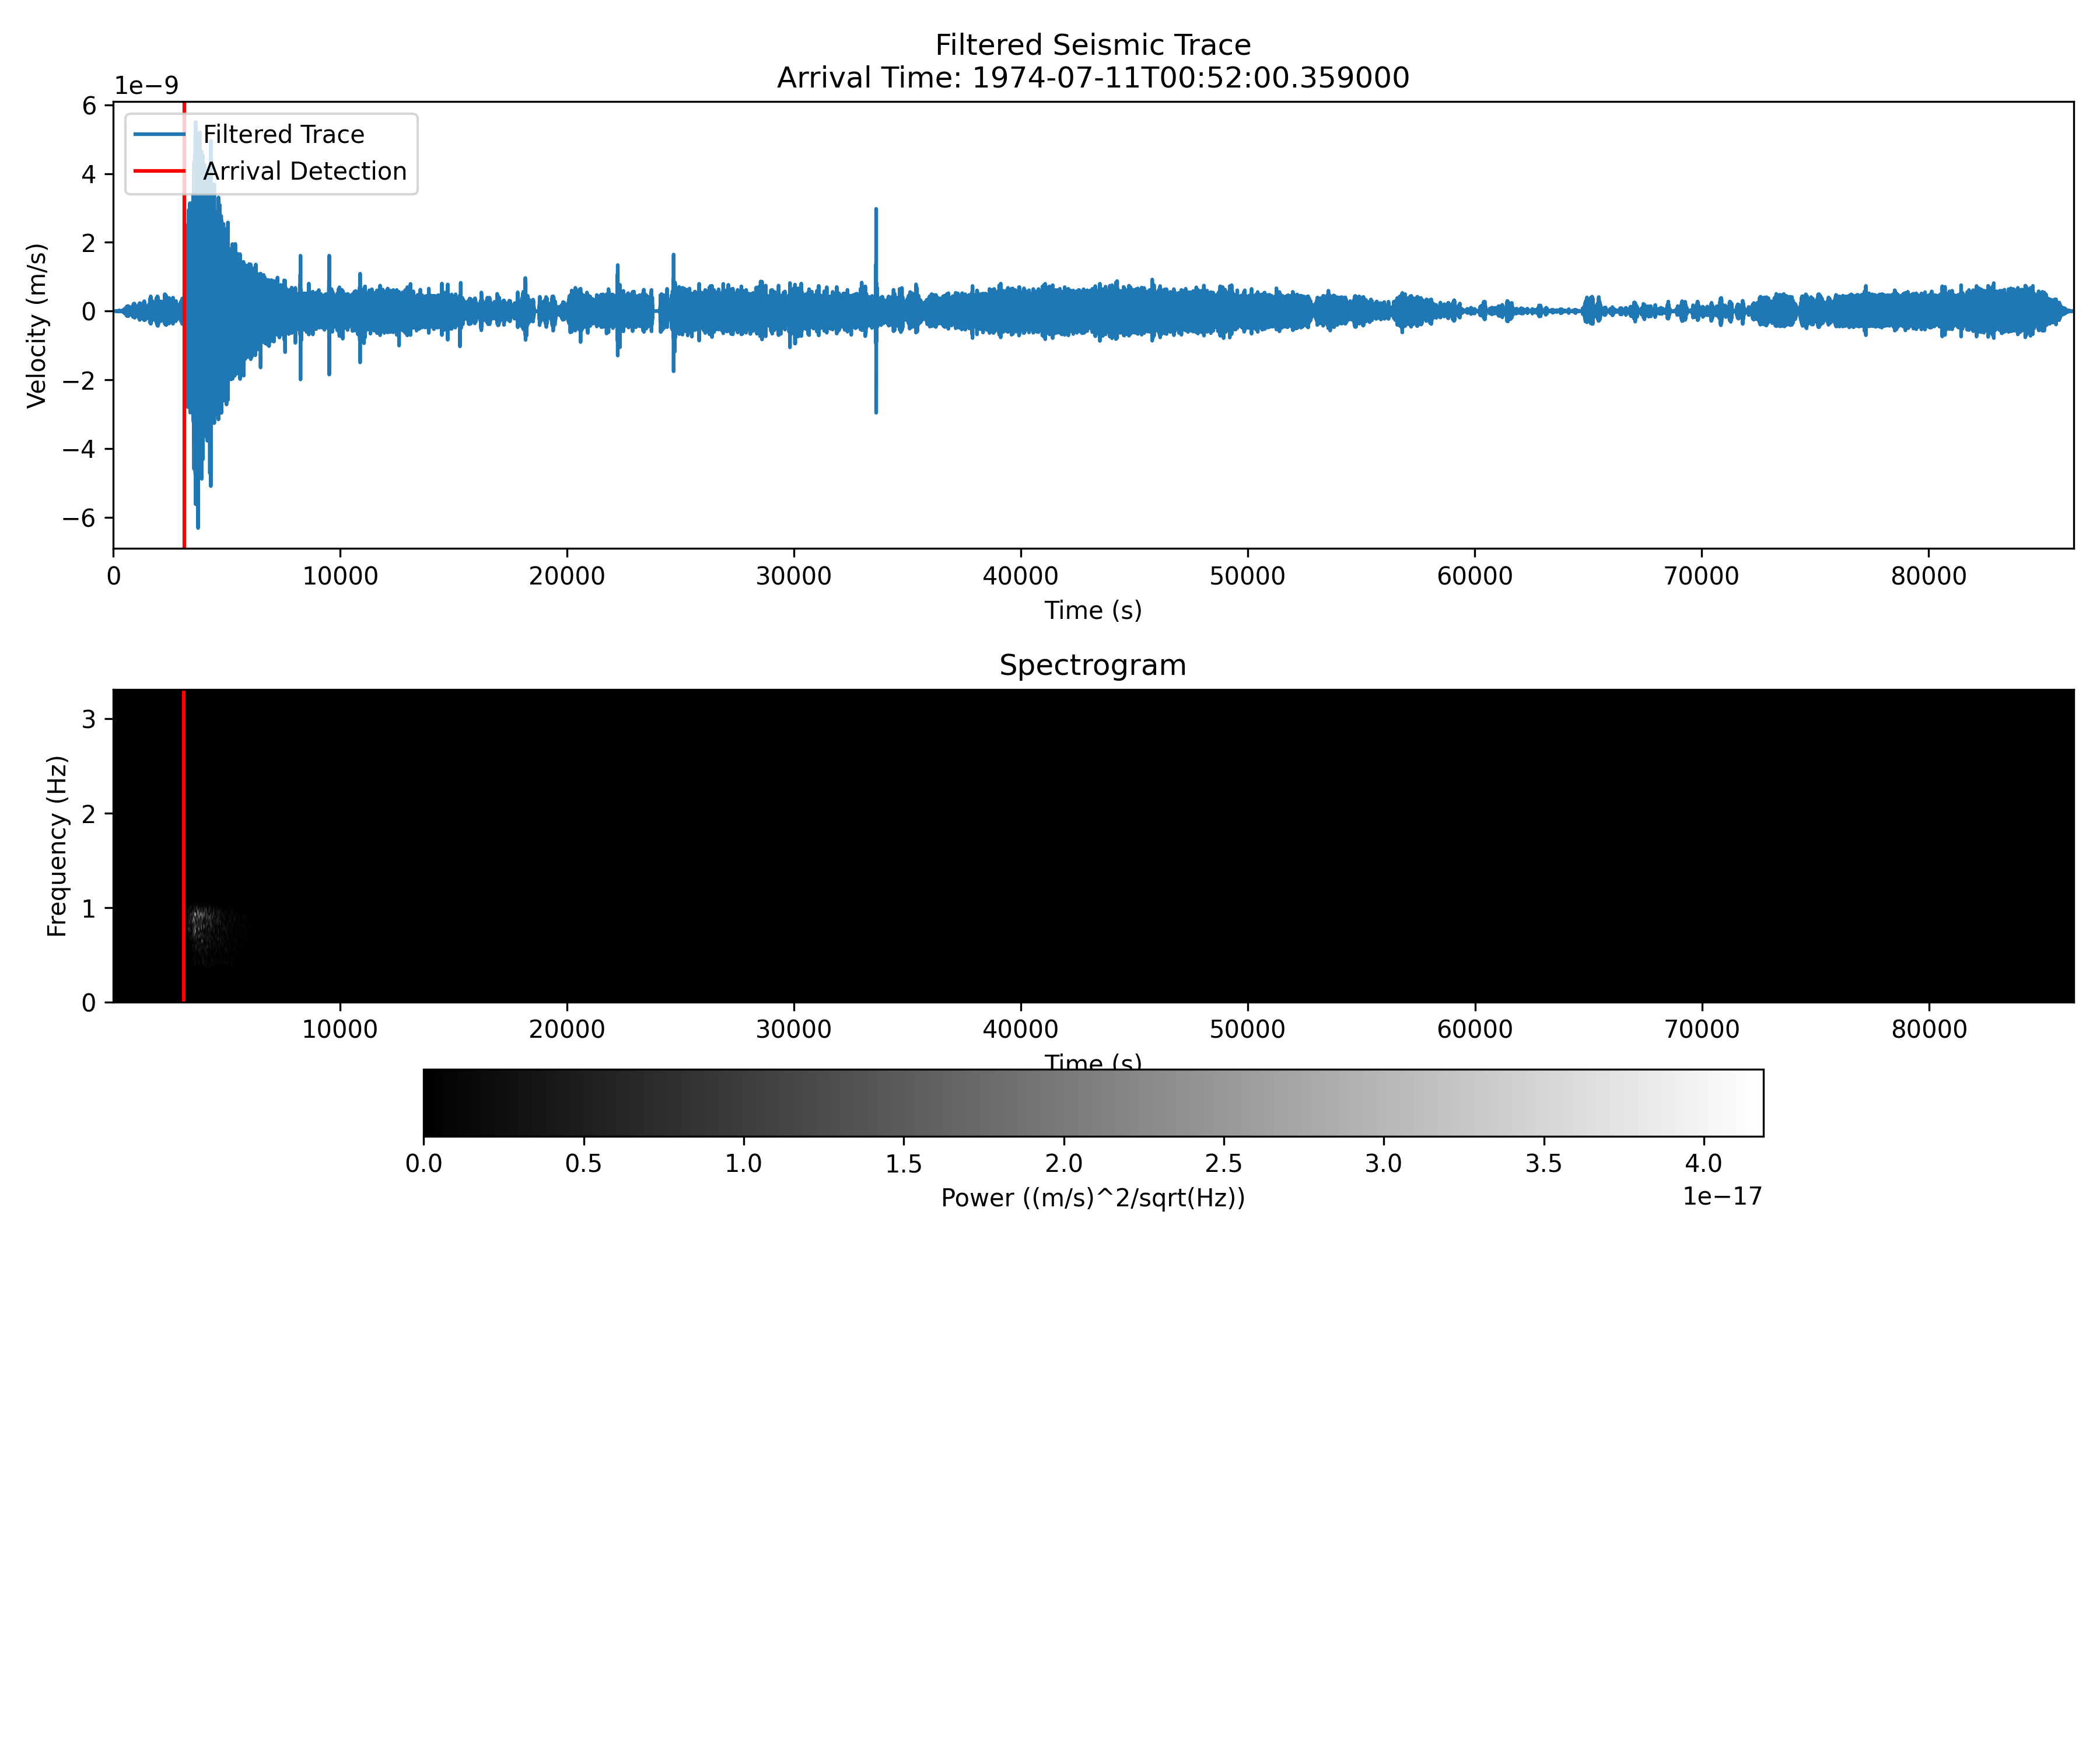 Filtered Seismic Trace
Arrival Time: 1974-07-11T00:52:00.359000
1e−9
6
4
2
0
−2
−4
−6
Velocity (m/s)
Filtered Trace
Arrival Detection
0 10000 20000 30000 40000 50000 60000 70000 80000
Time (s)
Spectrogram
3
2
1
0
Frequency (Hz)
10000 20000 30000 40000 50000 60000 70000 80000
Time (s)
0.0 0.5 1.0 1.5 2.0 2.5 3.0 3.5 4.0
Power ((m/s)^2/sqrt(Hz))
1e−17